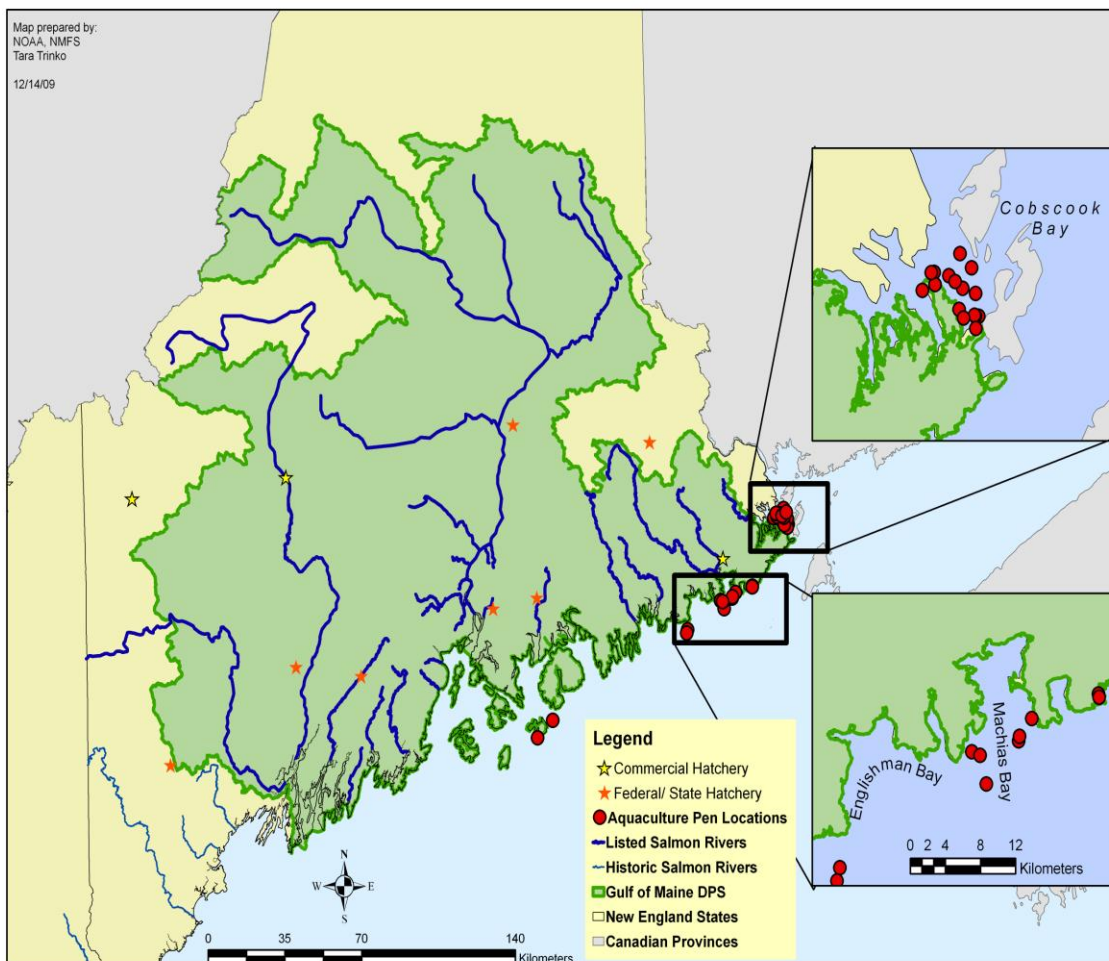 Map prepared by:
NOAA, NMFS
Tara Trinko
12/14/09
Cobscook
Bay
Englishman Bay
Machias Bay
0 2 4 8 12
Kilometers
Legend
Commercial Hatchery
Federal/ State Hatchery
Aquaculture Pen Locations
Listed Salmon Rivers
Historic Salmon Rivers
Gulf of Maine DPS
New England States
Canadian Provinces
N
W E
S
0 35 70 140
Kilometers